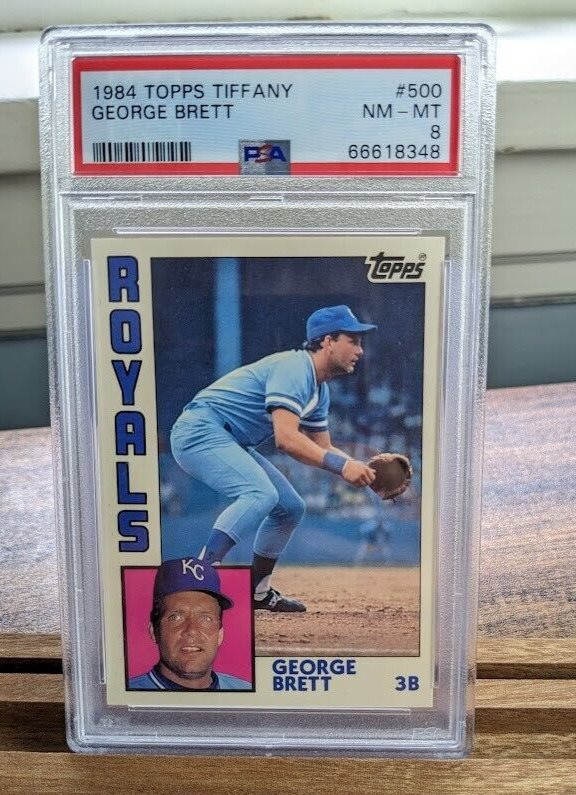 1984 TOPPS TIFFANY #500
GEORGE BRETT NM - MT
8
PSA 66618348
TOPPS®
ROYALS
KC
GEORGE
BRETT 3B